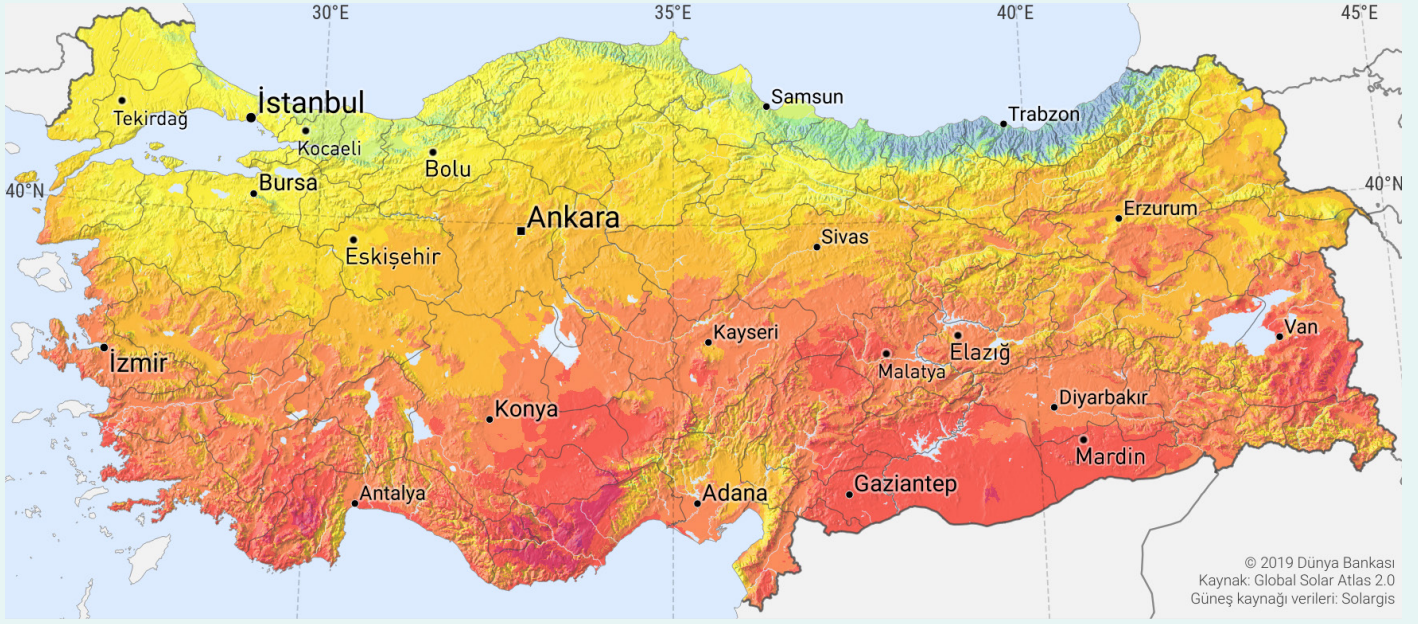 30°E
35°E
40°E
45°E
Tekirdağ
İstanbul
Kocaeli
Bolu
Samsun
Trabzon
40°N
Bursa
40°N
Ankara
Eskişehir
Sivas
Erzurum
İzmir
Kayseri
Malatya
Elazığ
Van
Konya
Diyarbakır
Mardin
Antalya
Adana
Gaziantep
© 2019 Dünya Bankası
Kaynak: Global Solar Atlas 2.0
Güneş kaynağı verileri: Solargis